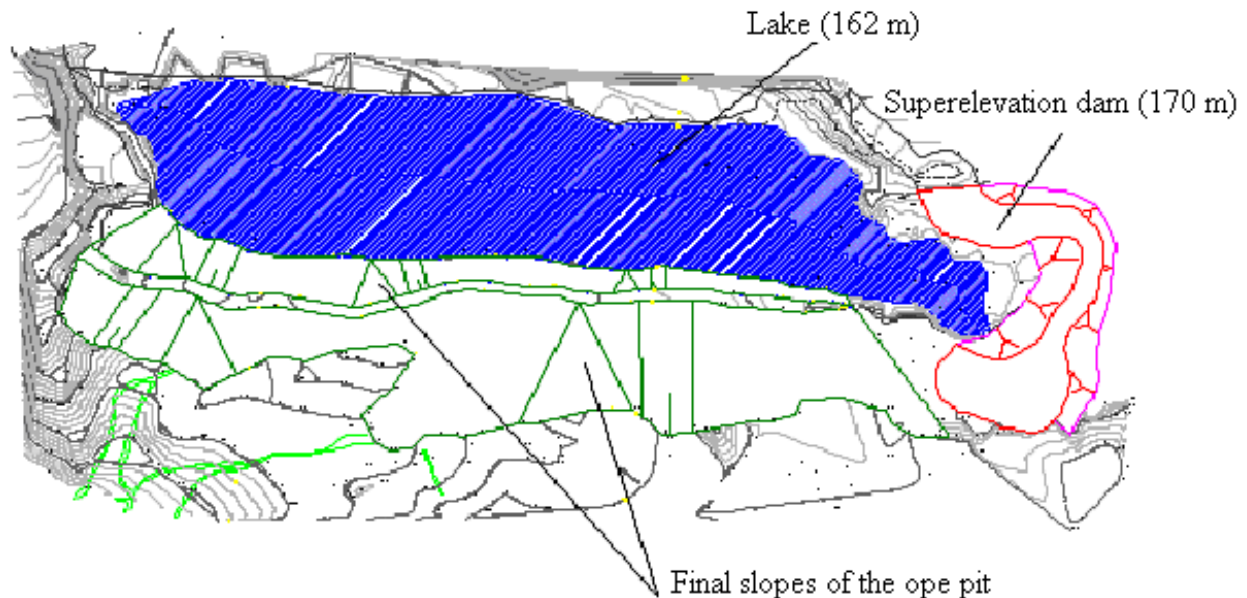 Lake (162 m)
Superelevation dam (170 m)
Final slopes of the ope pit